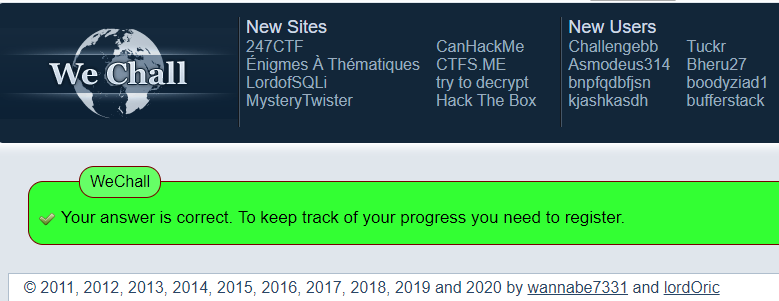 We Chall
New Sites
247CTF
Énigmes À Thématiques
LordofSQLi
MysteryTwister
CanHackMe
CTFS.ME
try to decrypt
Hack The Box
New Users
Challengebb
Asmodeus314
bnpfqdbfjsn
kjashkasdh
Tuckr
Bheru27
boodyziad1
bufferstack
WeChall
Your answer is correct. To keep track of your progress you need to register.
© 2011, 2012, 2013, 2014, 2015, 2016, 2017, 2018, 2019 and 2020 by wannabe7331 and lordOric